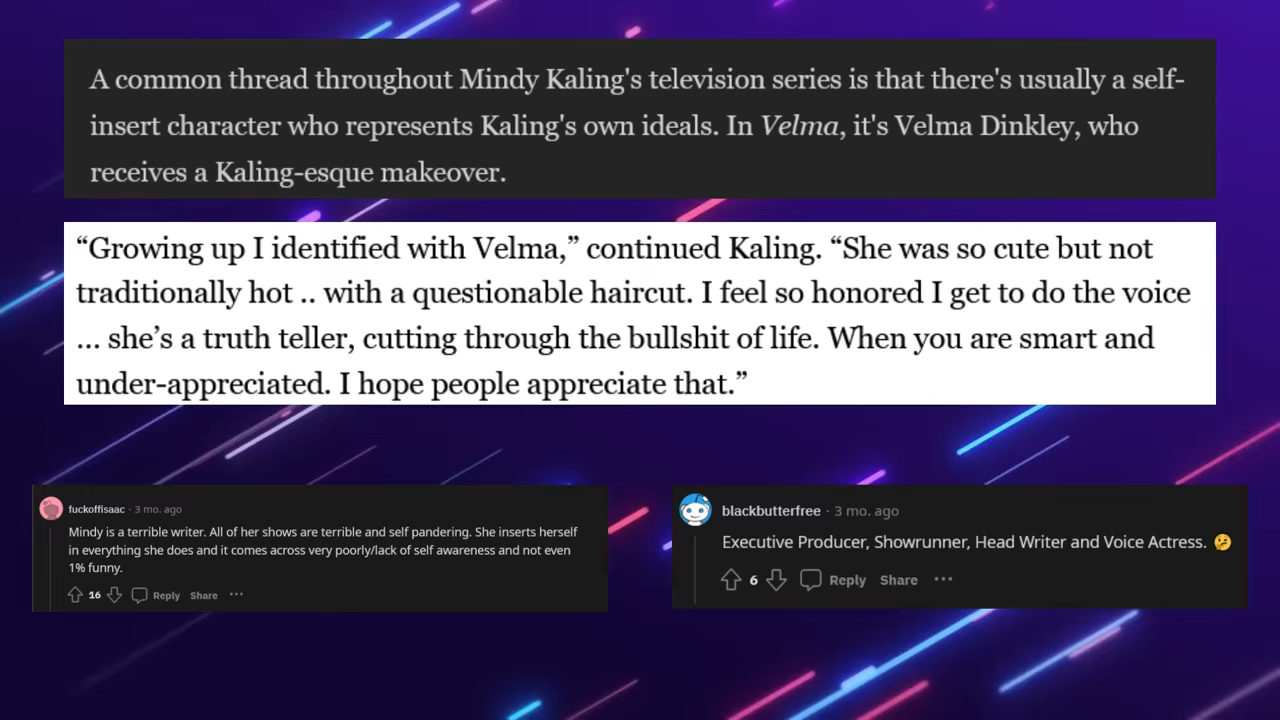 A common thread throughout Mindy Kaling's television series is that there's usually a self-
insert character who represents Kaling's own ideals. In Velma, it's Velma Dinkley, who
receives a Kaling-esque makeover.
“Growing up I identified with Velma,” continued Kaling. “She was so cute but not
traditionally hot .. with a questionable haircut. I feel so honored I get to do the voice
... she’s a truth teller, cutting through the bullshit of life. When you are smart and
under-appreciated. I hope people appreciate that.”
fuckoffisaac · 3 mo. ago
Mindy is a terrible writer. All of her shows are terrible and self pandering. She inserts herself
in everything she does and it comes across very poorly/lack of self awareness and not even
1% funny.
16 Reply Share ···
blackbutterfree · 3 mo. ago
Executive Producer, Showrunner, Head Writer and Voice Actress. 🤔
6 Reply Share ···